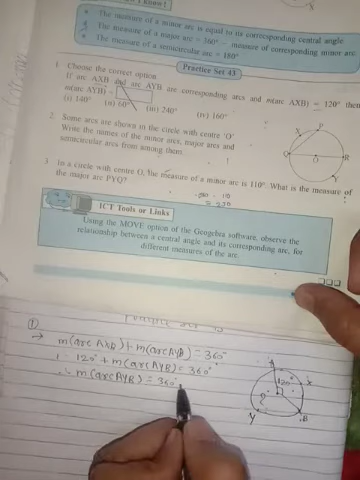 Know!
• The measure of a minor arc is equal to its corresponding central angle.
• The measure of a major arc = 360° – measure of corresponding minor arc.
• The measure of a semicircular arc = 180°
Practice Set 43
1. Choose the correct option
If arc AXB and arc AYB are corresponding arcs and m(arc AXB) = 120° then
m(arc AYB) =
(i) 140° (ii) 60° (iii) 240° (iv) 160°
2. Some arcs are shown in the circle with centre 'O'
Write the names of the minor arcs, major arcs and
semicircular arcs from among them.
X P
Q O R
Y
3 In a circle with centre O, the measure of a minor arc is 110°. What is the measure of
the major arc PYQ?
ICT Tools or Links
Using the MOVE option of the Geogebra software, observe the
relationship between a central angle and its corresponding arc, for
different measures of the arc.
①
→ m(arc AXB) + m(arc AYB) = 360°
120° + m(arc AYB) = 360°
∴ m(arc AYB) = 360°
A
120° X
Y B